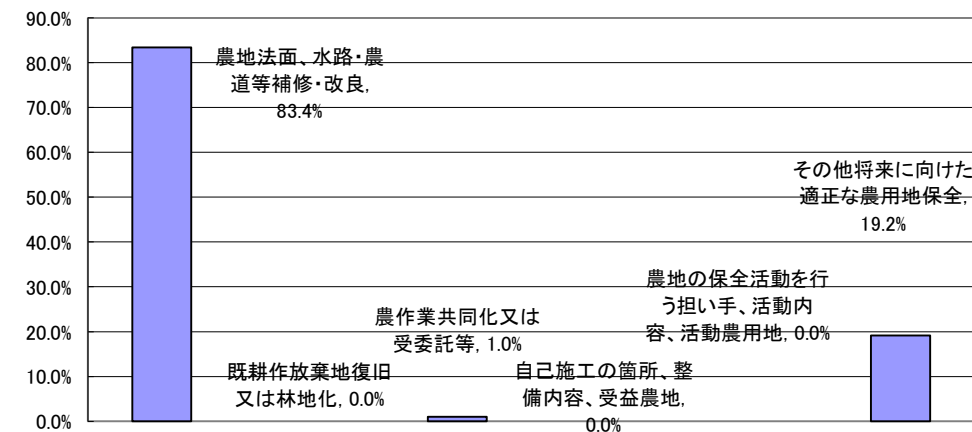 90.0%
80.0%
70.0%
60.0%
50.0%
40.0%
30.0%
20.0%
10.0%
0.0%
農地法面、水路・農
道等補修・改良,
83.4%
既耕作放棄地復旧
又は林地化, 0.0%
農作業共同化又は
受委託等, 1.0%
自己施工の箇所、整
備内容、受益農地,
0.0%
農地の保全活動を行
う担い手、活動内
容、活動農用地, 0.0%
その他将来に向けた
適正な農用地保全,
19.2%